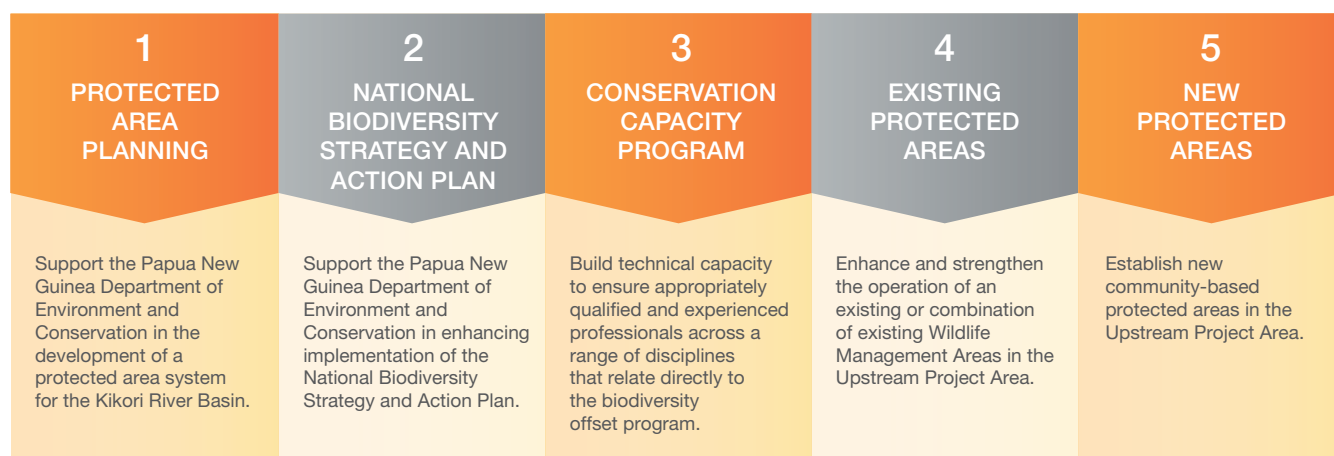 1
PROTECTED
AREA
PLANNING
Support the Papua New
Guinea Department of
Environment and
Conservation in the
development of a
protected area system
for the Kikori River Basin.
2
NATIONAL
BIODIVERSITY
STRATEGY AND
ACTION PLAN
Support the Papua New
Guinea Department of
Environment and
Conservation in enhancing
implementation of the
National Biodiversity
Strategy and Action Plan.
3
CONSERVATION
CAPACITY
PROGRAM
Build technical capacity
to ensure appropriately
qualified and experienced
professionals across a
range of disciplines
that relate directly to
the biodiversity
offset program.
4
EXISTING
PROTECTED
AREAS
Enhance and strengthen
the operation of an
existing or combination
of existing Wildlife
Management Areas in the
Upstream Project Area.
5
NEW
PROTECTED
AREAS
Establish new
community-based
protected areas in the
Upstream Project Area.